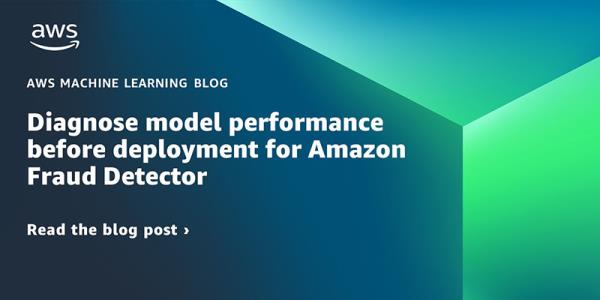 aws
AWS MACHINE LEARNING BLOG
Diagnose model performance
before deployment for Amazon
Fraud Detector
Read the blog post ›